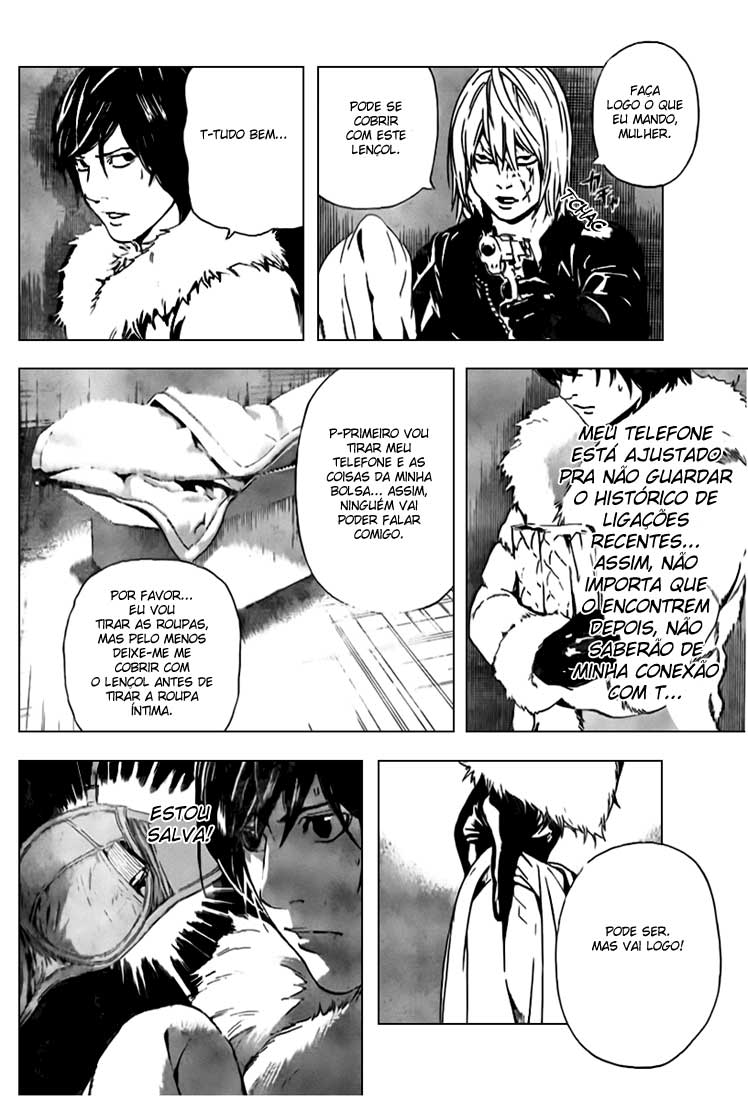 FAÇA
LOGO O QUE
EU MANDO,
MULHER.
PODE SE
COBRIR
COM ESTE
LENÇOL.
TCHAC
T-TUDO BEM...
MEU TELEFONE
ESTÁ AJUSTADO
PRA NÃO GUARDAR
O HISTÓRICO DE
LIGAÇÕES
RECENTES...
ASSIM, NÃO
IMPORTA QUE
O ENCONTREM
DEPOIS, NÃO
SABERÃO DE
MINHA CONEXÃO
COM T...
P-PRIMEIRO VOU
TIRAR MEU
TELEFONE E AS
COISAS DA MINHA
BOLSA... ASSIM,
NINGUÉM VAI
PODER FALAR
COMIGO.
POR FAVOR...
EU VOU
TIRAR AS ROUPAS,
MAS PELO MENOS
DEIXE-ME ME
COBRIR COM
O LENÇOL ANTES DE
TIRAR A ROUPA
ÍNTIMA.
PODE SER.
MAS VAI LOGO!
ESTOU
SALVA!